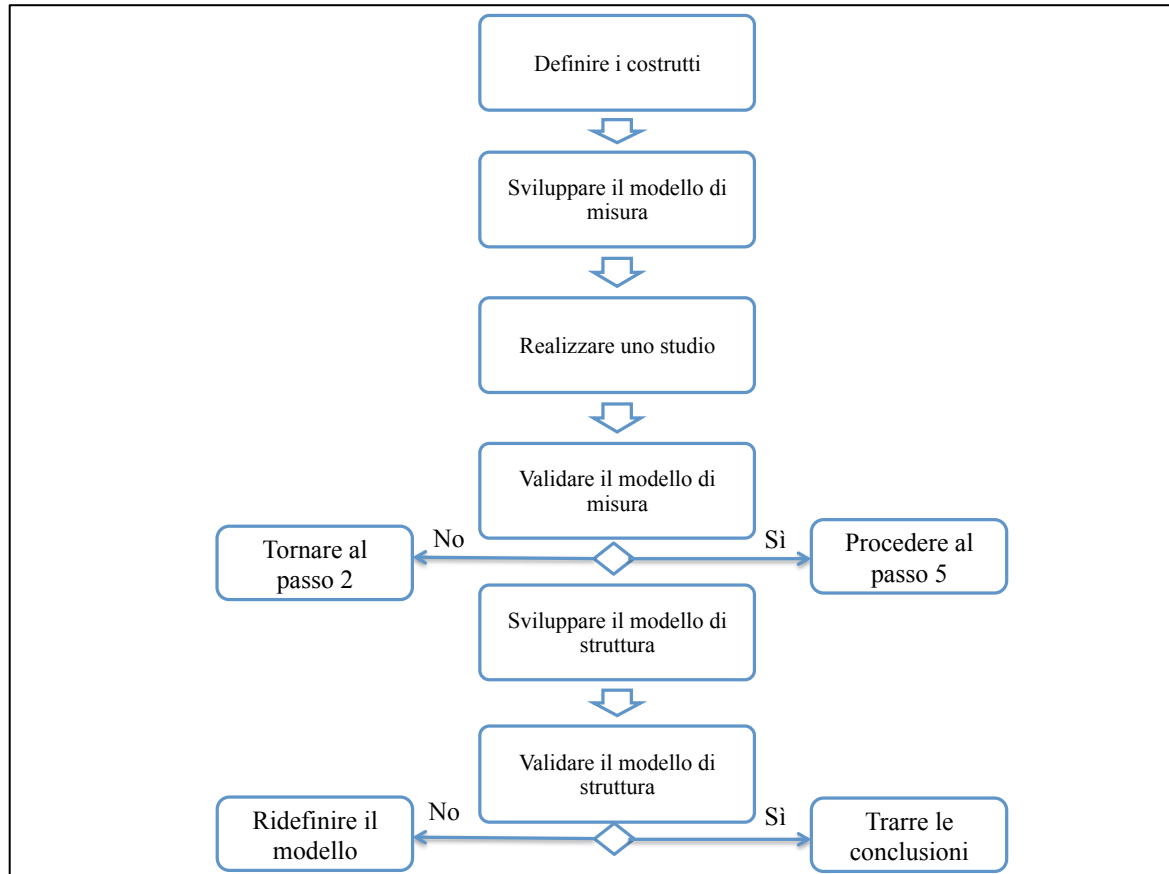 Definire i costrutti
Sviluppare il modello di
misura
Realizzare uno studio
Validare il modello di
misura
No
Sì
Tornare al
passo 2
Procedere al
passo 5
Sviluppare il modello di
struttura
Validare il modello di
struttura
No
Sì
Ridefinire il
modello
Trarre le
conclusioni